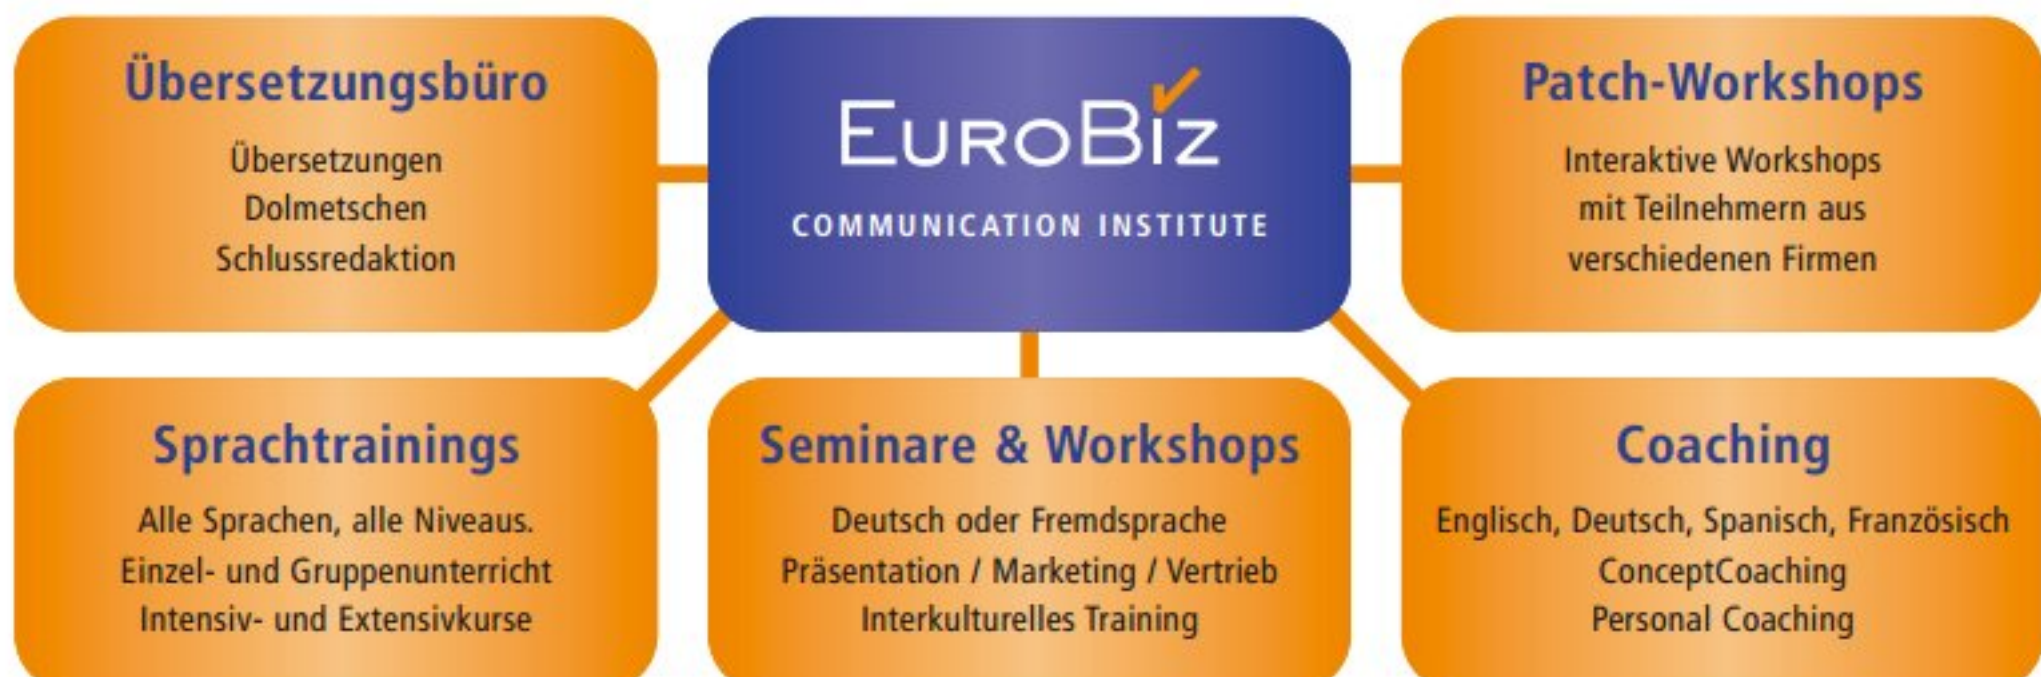 Übersetzungsbüro
Übersetzungen
Dolmetschen
Schlussredaktion
EUROBIZ
COMMUNICATION INSTITUTE
Patch-Workshops
Interaktive Workshops
mit Teilnehmern aus
verschiedenen Firmen
Sprachtrainings
Alle Sprachen, alle Niveaus.
Einzel- und Gruppenunterricht
Intensiv- und Extensivkurse
Seminare & Workshops
Deutsch oder Fremdsprache
Präsentation / Marketing / Vertrieb
Interkulturelles Training
Coaching
Englisch, Deutsch, Spanisch, Französisch
ConceptCoaching
Personal Coaching